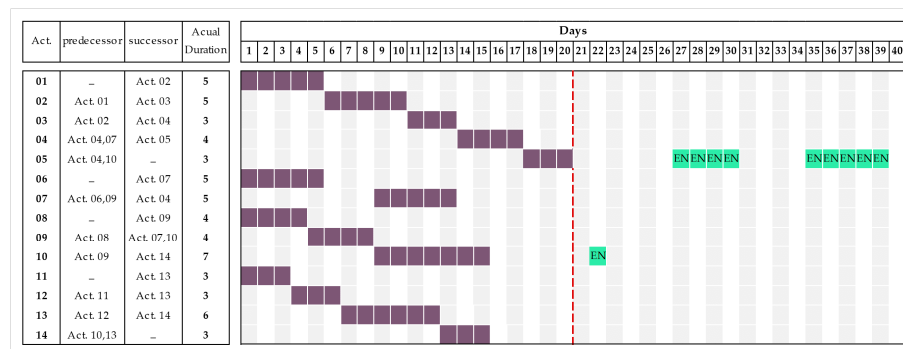 Act. predecessor successor Acual Duration Days
1 2 3 4 5 6 7 8 9 10 11 12 13 14 15 16 17 18 19 20 21 22 23 24 25 26 27 28 29 30 31 32 33 34 35 36 37 38 39 40
01 – Act. 02 5
02 Act. 01 Act. 03 5
03 Act. 02 Act. 04 3
04 Act. 04,07 Act. 05 4
05 Act. 04,10 – 3 EN EN EN EN EN EN EN EN EN
06 – Act. 07 5
07 Act. 06,09 Act. 04 5
08 – Act. 09 4
09 Act. 08 Act. 07,10 4
10 Act. 09 Act. 14 7 EN
11 – Act. 13 3
12 Act. 11 Act. 13 3
13 Act. 12 Act. 14 6
14 Act. 10,13 – 3